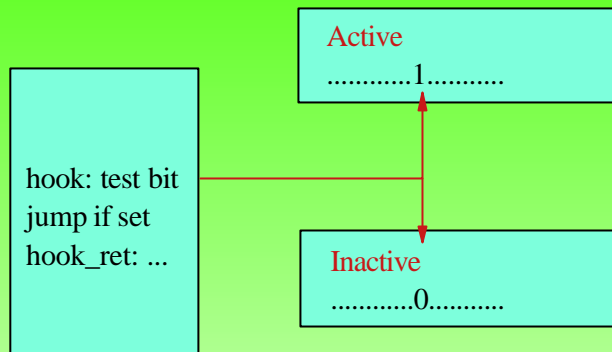 Active
............1...........
hook: test bit
jump if set
hook_ret: ...
Inactive
............0...........